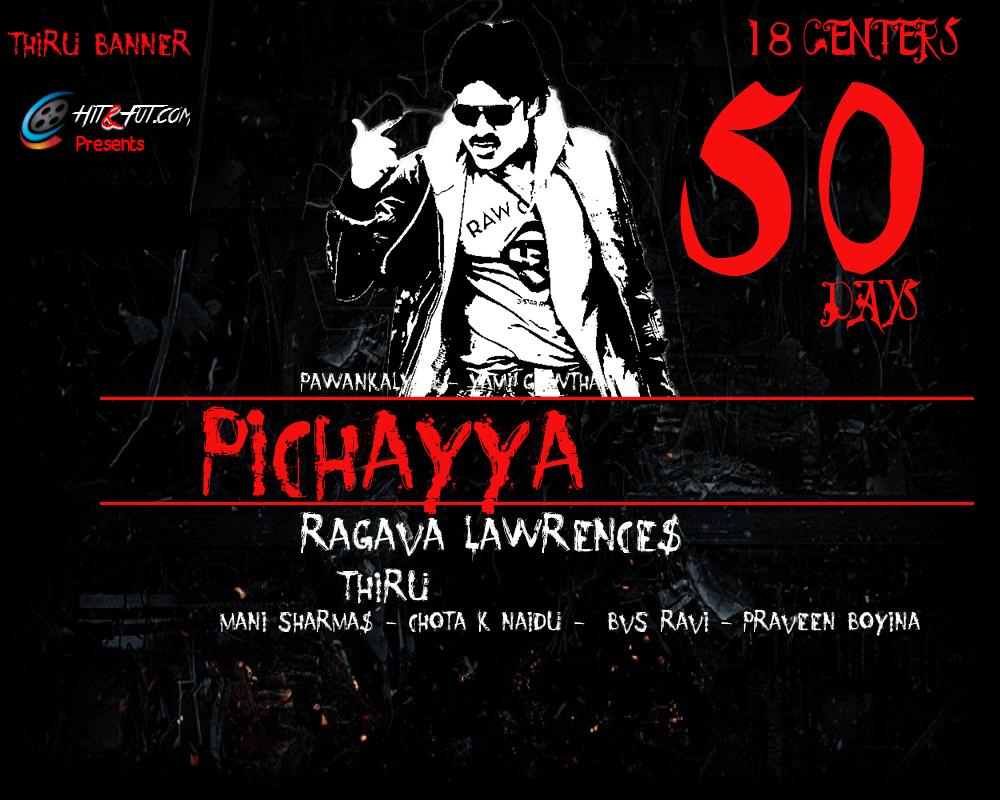 THIRU BANNER
18 CENTERS
HIT&FUT.COM
Presents
50
DAYS
RAW
PICHAYYA
RAGAVA LAWRENCE$
THIRU
MANI SHARMA$ - CHOTA K NAIDU - BVS RAVI - PRAVEEN BOYINA